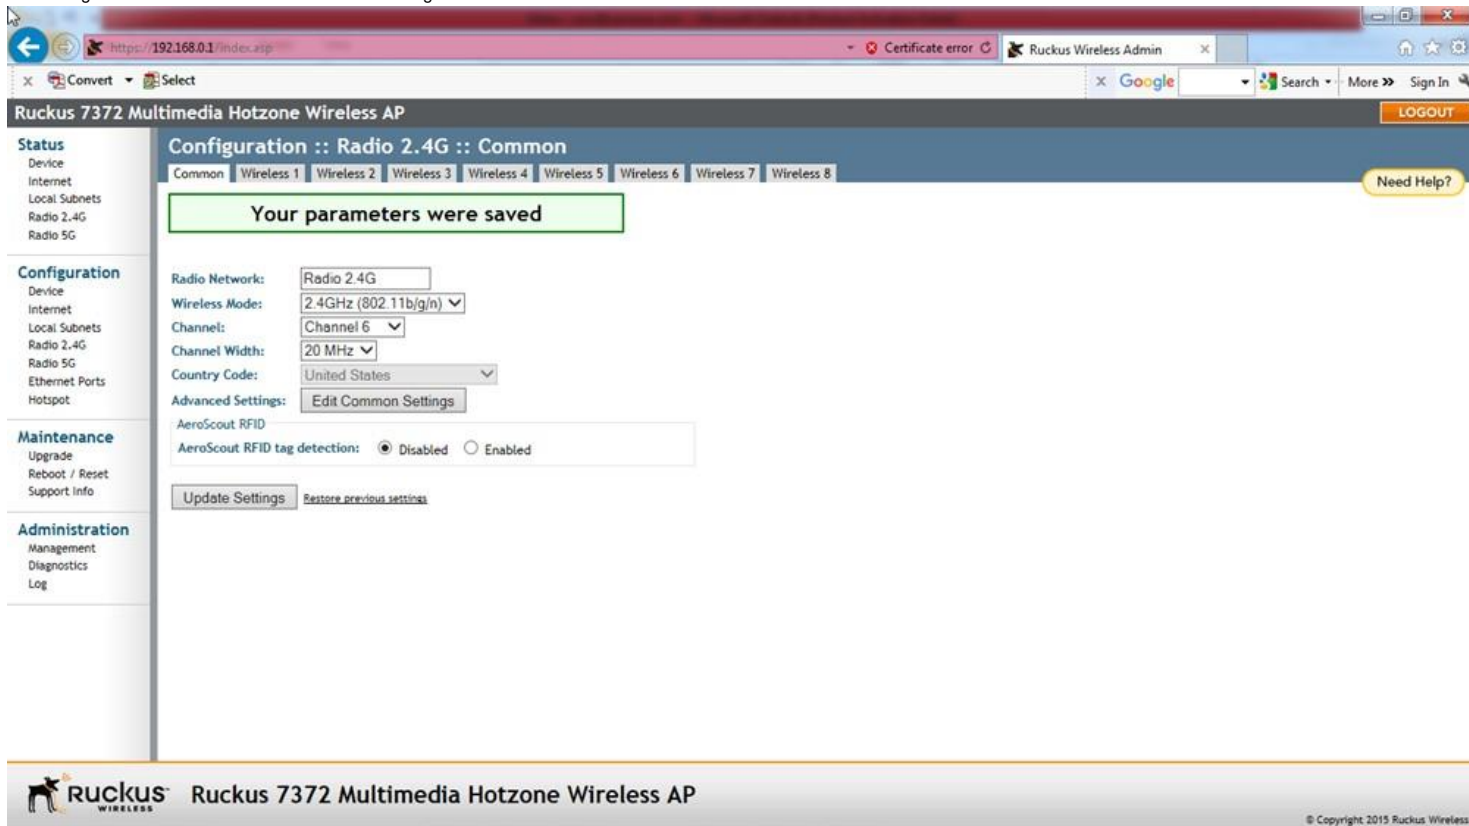 https://192.168.0.1/index.asp
Certificate error
Ruckus Wireless Admin
x Convert Select
x Google
Search More >> Sign In
Ruckus 7372 Multimedia Hotzone Wireless AP
LOGOUT
Status
Device
Internet
Local Subnets
Radio 2.4G
Radio 5G
Configuration
Device
Internet
Local Subnets
Radio 2.4G
Radio 5G
Ethernet Ports
Hotspot
Maintenance
Upgrade
Reboot / Reset
Support Info
Administration
Management
Diagnostics
Log
Configuration :: Radio 2.4G :: Common
Common Wireless 1 Wireless 2 Wireless 3 Wireless 4 Wireless 5 Wireless 6 Wireless 7 Wireless 8
Need Help?
Your parameters were saved
Radio Network: Radio 2.4G
Wireless Mode: 2.4GHz (802.11b/g/n)
Channel: Channel 6
Channel Width: 20 MHz
Country Code: United States
Advanced Settings: Edit Common Settings
AeroScout RFID
AeroScout RFID tag detection: Disabled Enabled
Update Settings Restore previous settings
RUCKUS WIRELESS
Ruckus 7372 Multimedia Hotzone Wireless AP
© Copyright 2015 Ruckus Wireless